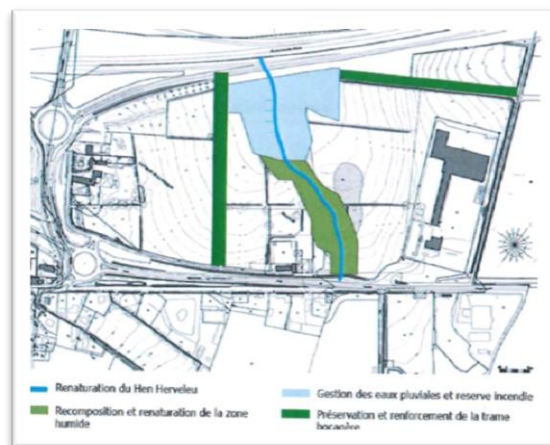 Renaturation du Hen Herveleu
Recomposition et renaturation de la zone
humide
Gestion des eaux pluviales et reserve incendie
Préservation et renforcement de la trame
bocagère